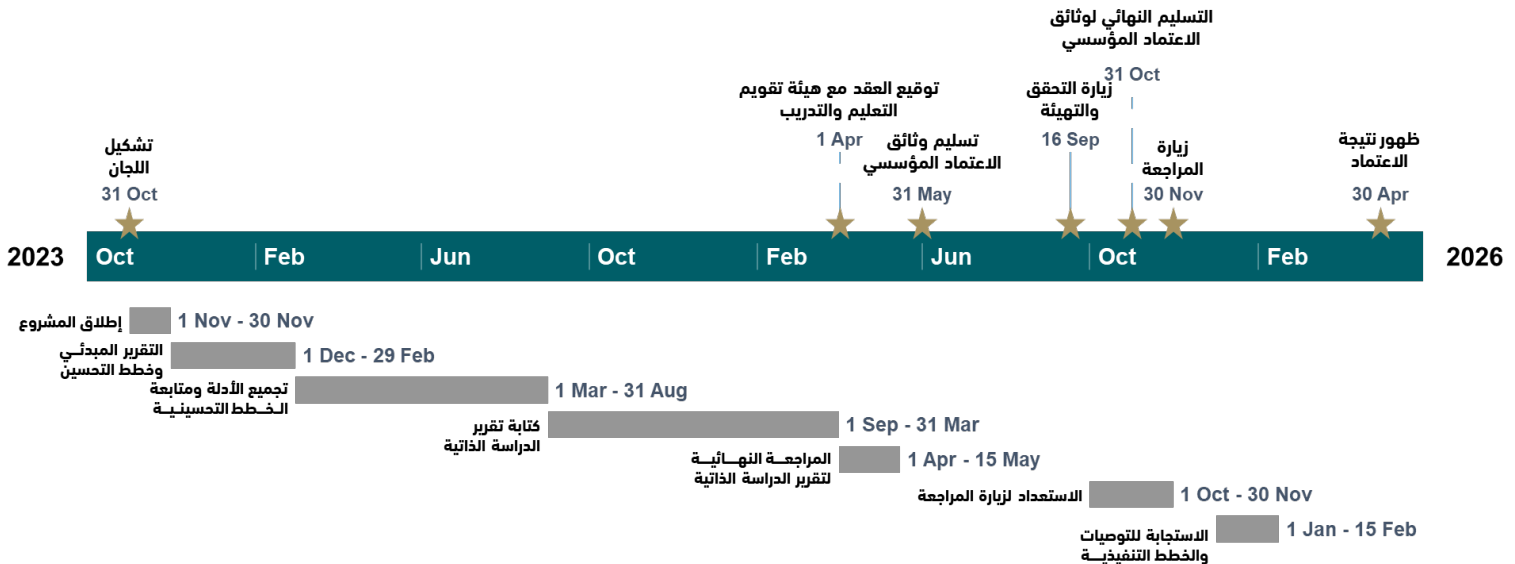 التسليم النهائي لوثائق
الاعتماد المؤسسي
31 Oct
توقيع العقد مع هيئة تقويم
التعليم والتدريب
1 Apr
زيارة التحقق
والتهيئة
16 Sep
تشكيل
اللجان
31 Oct
تسليم وثائق
الاعتماد المؤسسي
31 May
زيارة
المراجعة
30 Nov
ظهور نتيجة
الاعتماد
30 Apr
2023
Oct
Feb
Jun
Oct
Feb
Jun
Oct
Feb
2026
إطلاق المشروع
1 Nov - 30 Nov
التقرير المبدئـي
وخطط التحسين
1 Dec - 29 Feb
تجميع الأدلة ومتابعة
الـخـــطـط التحسينـيــة
1 Mar - 31 Aug
كتابة تقرير
الدراسة الذاتية
1 Sep - 31 Mar
المراجعــــة النهــــائيـــة
لتقرير الدراسة الذاتية
1 Apr - 15 May
الاستعداد لزيارة المراجعة
1 Oct - 30 Nov
الاستجابة للتوصيات
والخطط التنفيذيـــة
1 Jan - 15 Feb